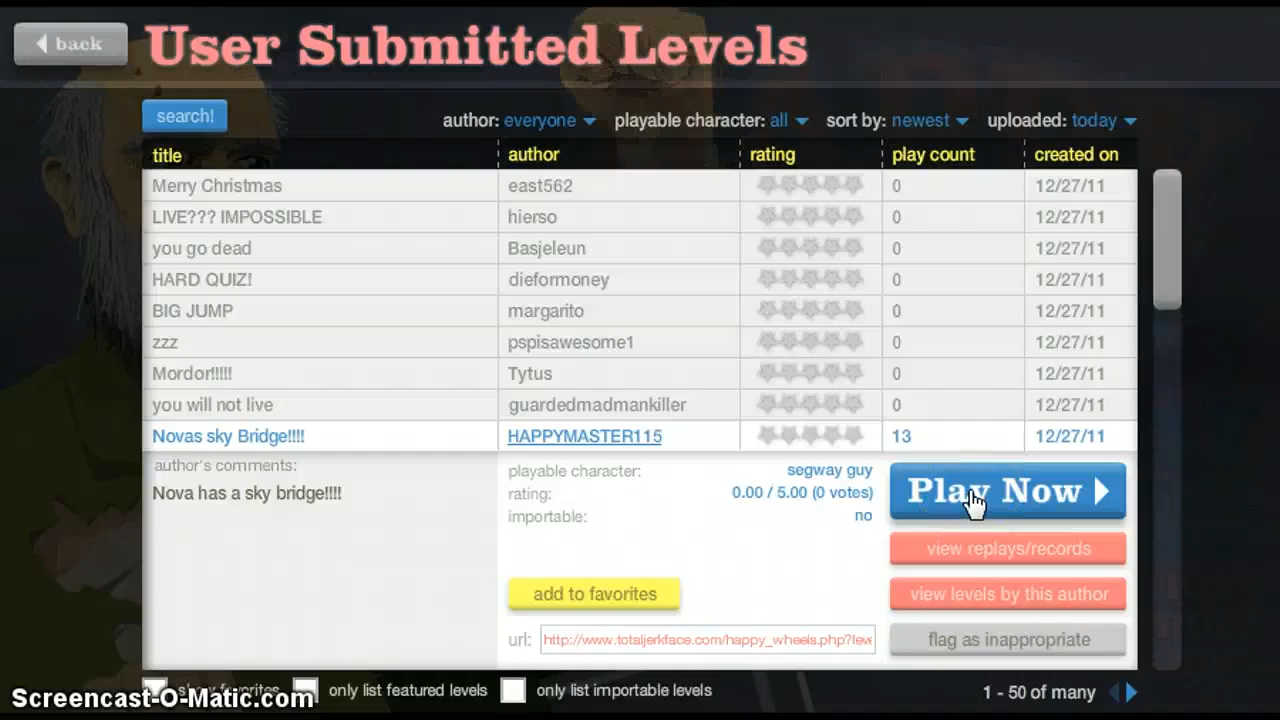 back
User Submitted Levels
search!
author: everyone playable character: all sort by: newest uploaded: today
title author rating play count created on
Merry Christmas east562 0 12/27/11
LIVE??? IMPOSSIBLE hierso 0 12/27/11
you go dead Basjeleun 0 12/27/11
HARD QUIZ! dieformoney 0 12/27/11
BIG JUMP margarito 0 12/27/11
zzz pspisawesome1 0 12/27/11
Mordor!!!!! Tytus 0 12/27/11
you will not live guardedmadmankiller 0 12/27/11
Novas sky Bridge!!!! HAPPYMASTER115 13 12/27/11
author's comments:
Nova has a sky bridge!!!!
playable character: segway guy
rating: 0.00 / 5.00 (0 votes)
importable: no
Play Now
view replays/records
add to favorites
view levels by this author
url: http://www.totaljerkface.com/happy_wheels.php?leve
flag as inappropriate
only list featured levels only list importable levels
1 - 50 of many
Screencast-O-Matic.com